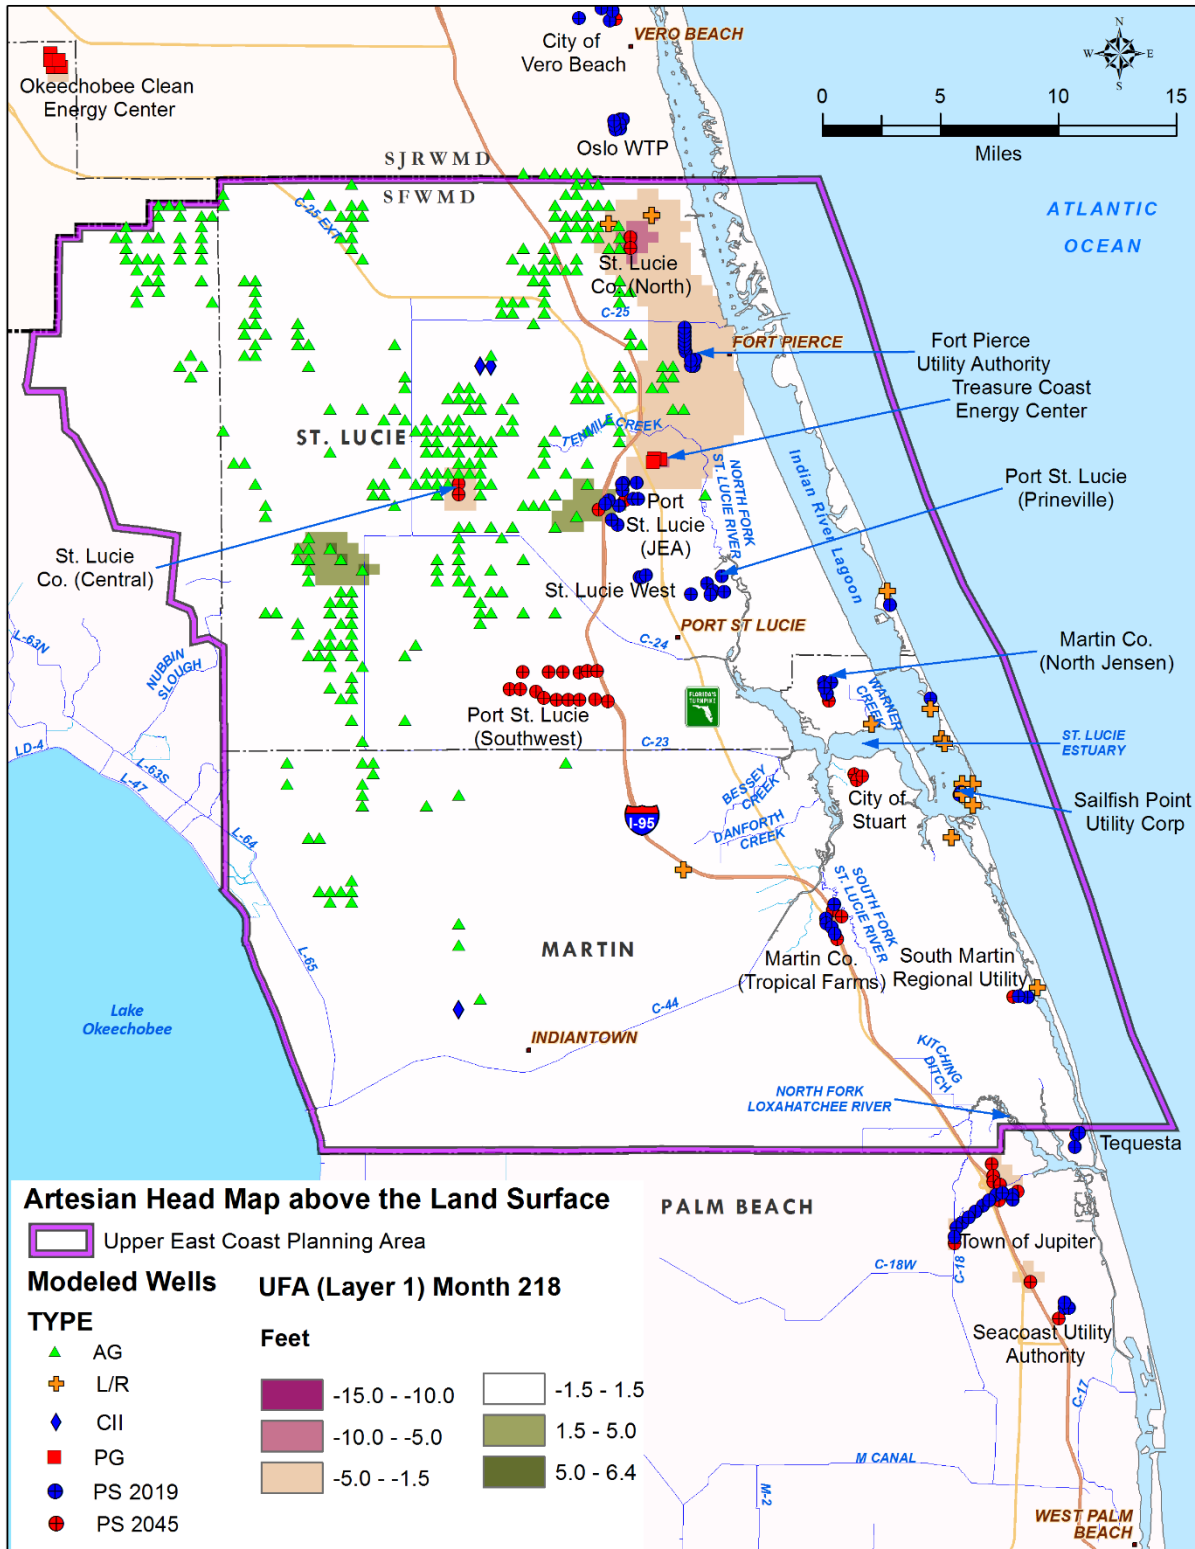 City of
Vero Beach
VERO BEACH
N
W E
S
0 5 10 15
Miles
Okeechobee Clean
Energy Center
Oslo WTP
SJRWMD
SFWMD
C-25 EXT
ATLANTIC
OCEAN
St. Lucie
Co. (North)
C-25
FORT PIERCE
Fort Pierce
Utility Authority
Treasure Coast
Energy Center
ST. LUCIE
TENMILE CREEK
NORTH FORK
ST. LUCIE RIVER
Indian River Lagoon
Port St. Lucie
(Prineville)
Port
St. Lucie
(JEA)
St. Lucie
Co. (Central)
St. Lucie West
PORT ST LUCIE
C-24
L-63N
NUBBIN
SLOUGH
Martin Co.
(North Jensen)
WARNER
CREEK
FLORIDA'S
TURNPIKE
Port St. Lucie
(Southwest)
C-23
ST. LUCIE
ESTUARY
LD-4
L-63S
L-47
L-64
BESSEY
CREEK
City of
Stuart
Sailfish Point
Utility Corp
I-95
DANFORTH
CREEK
SOUTH FORK
ST. LUCIE RIVER
MARTIN
L-65
Martin Co.
(Tropical Farms)
South Martin
Regional Utility
Lake
Okeechobee
C-44
INDIANTOWN
KITCHING
DITCH
NORTH FORK
LOXAHATCHEE RIVER
Tequesta
PALM BEACH
Town of Jupiter
C-18W
C-18
Seacoast Utility
Authority
C-17
M CANAL
M-2
WEST PALM
BEACH
Artesian Head Map above the Land Surface
Upper East Coast Planning Area
Modeled Wells
TYPE
AG
L/R
CII
PG
PS 2019
PS 2045
UFA (Layer 1) Month 218
Feet
-15.0 - -10.0
-10.0 - -5.0
-5.0 - -1.5
-1.5 - 1.5
1.5 - 5.0
5.0 - 6.4